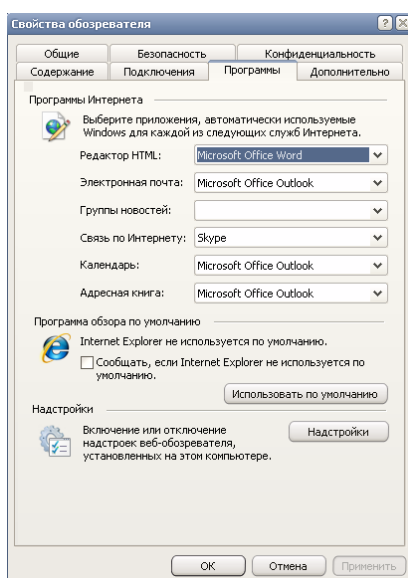 Свойства обозревателя
Общие Безопасность Конфиденциальность
Содержание Подключения Программы Дополнительно
Программы Интернета
Выберите приложения, автоматически используемые
Windows для каждой из следующих служб Интернета.
Редактор HTML: Microsoft Office Word
Электронная почта: Microsoft Office Outlook
Группы новостей:
Связь по Интернету: Skype
Календарь: Microsoft Office Outlook
Адресная книга: Microsoft Office Outlook
Программа обзора по умолчанию
Internet Explorer не используется по умолчанию.
Сообщать, если Internet Explorer не используется по
умолчанию.
Использовать по умолчанию
Надстройки
Включение или отключение
надстроек веб-обозревателя,
установленных на этом компьютере.
Надстройки
ОК Отмена Применить